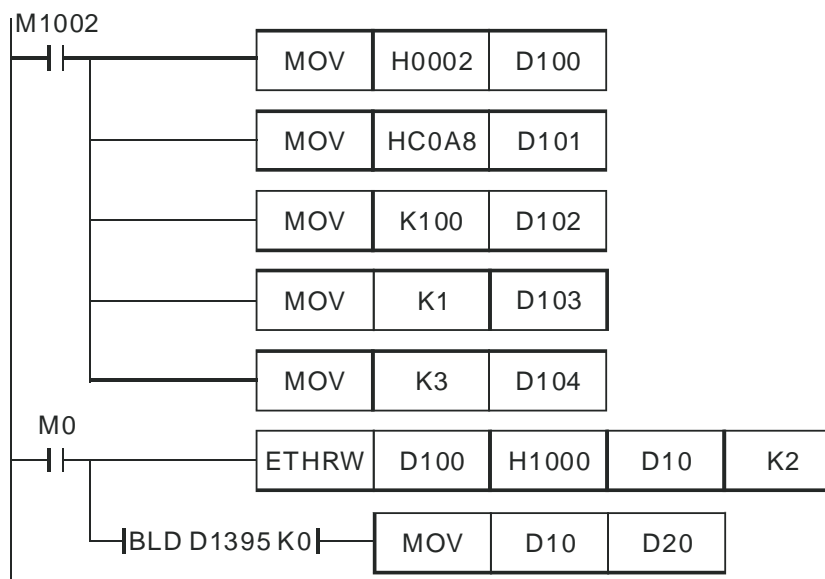 M1002
MOV H0002 D100
MOV HC0A8 D101
MOV K100 D102
MOV K1 D103
MOV K3 D104
M0
ETHRW D100 H1000 D10 K2
BLD D1395 K0 MOV D10 D20